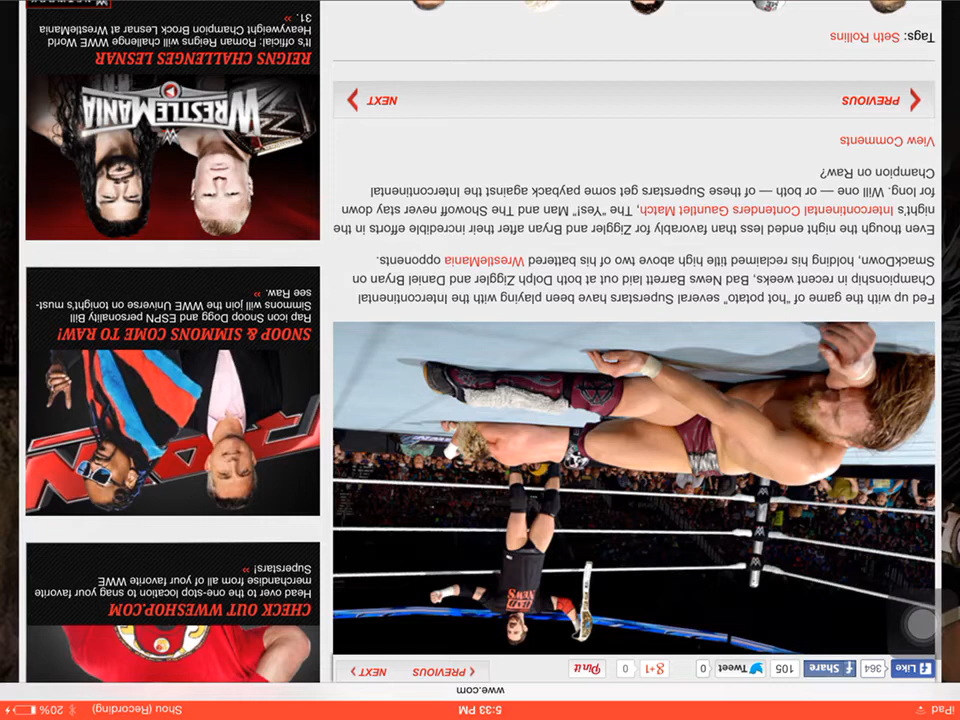 iPad
5:33 PM
Shou (Recording)
20%
www.wwe.com
Like
364
Share
105
Tweet
0
g+1
0
Pin it
PREVIOUS
NEXT
BAD NEWS
Fed up with the game of "hot potato" several Superstars have been playing with the Intercontinental
Championship in recent weeks, Bad News Barrett laid out at both Dolph Ziggler and Daniel Bryan on
SmackDown, holding his reclaimed title high above two of his battered WrestleMania opponents.
Even though the night ended less than favorably for Ziggler and Bryan after their incredible efforts in the
night's Intercontinental Contenders Gauntlet Match, The "Yes!" Man and The Showoff never stay down
for long. Will one — or both — of these Superstars get some payback against the Intercontinental
Champion on Raw?
View Comments
PREVIOUS
NEXT
Tags: Seth Rollins
CHECK OUT WWESHOP.COM
Head over to the one-stop location to snag your favorite
merchandise from all of your favorite WWE
Superstars! »
RAW
SNOOP & SIMMONS COME TO RAW!
Rap icon Snoop Dogg and ESPN personality Bill
Simmons will join the WWE Universe on tonight's must-
see Raw. »
WRESTLEMANIA
REIGNS CHALLENGES LESNAR
It's official: Roman Reigns will challenge WWE World
Heavyweight Champion Brock Lesnar at WrestleMania
31. »